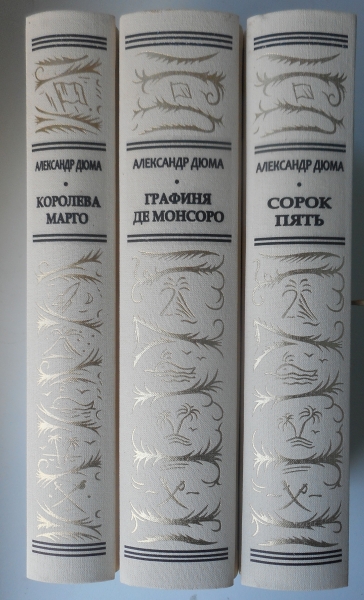 АЛЕКСАНДР ДЮМА
КОРОЛЕВА
МАРГО
АЛЕКСАНДР ДЮМА
ГРАФИНЯ
ДЕ МОНСОРО
АЛЕКСАНДР ДЮМА
СОРОК
ПЯТЬ